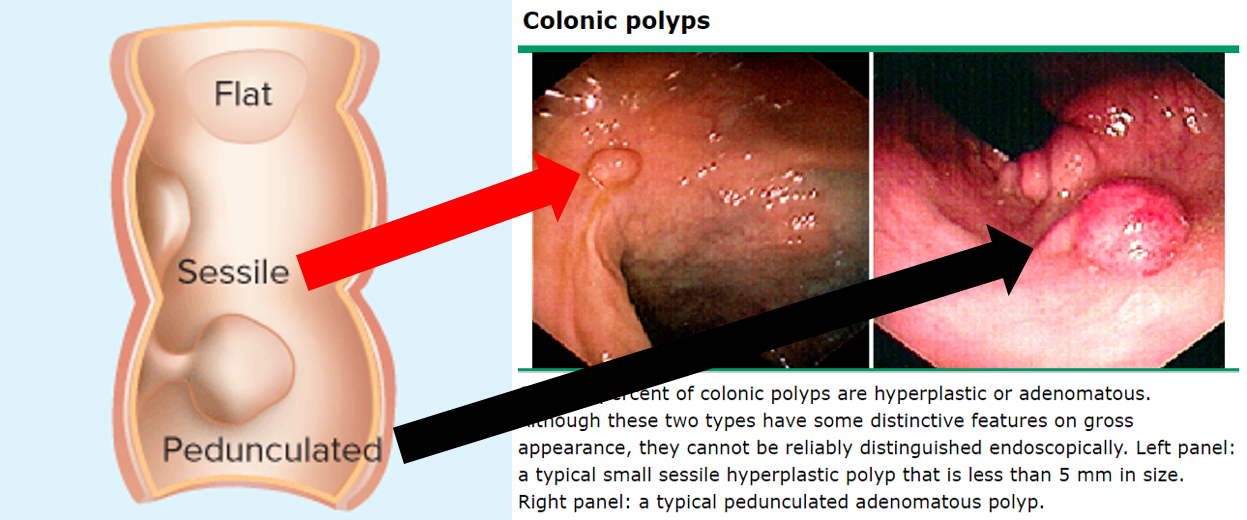 Flat
Sessile
Pedunculated
Colonic polyps
percent of colonic polyps are hyperplastic or adenomatous.
though these two types have some distinctive features on gross
appearance, they cannot be reliably distinguished endoscopically. Left panel:
a typical small sessile hyperplastic polyp that is less than 5 mm in size.
Right panel: a typical pedunculated adenomatous polyp.